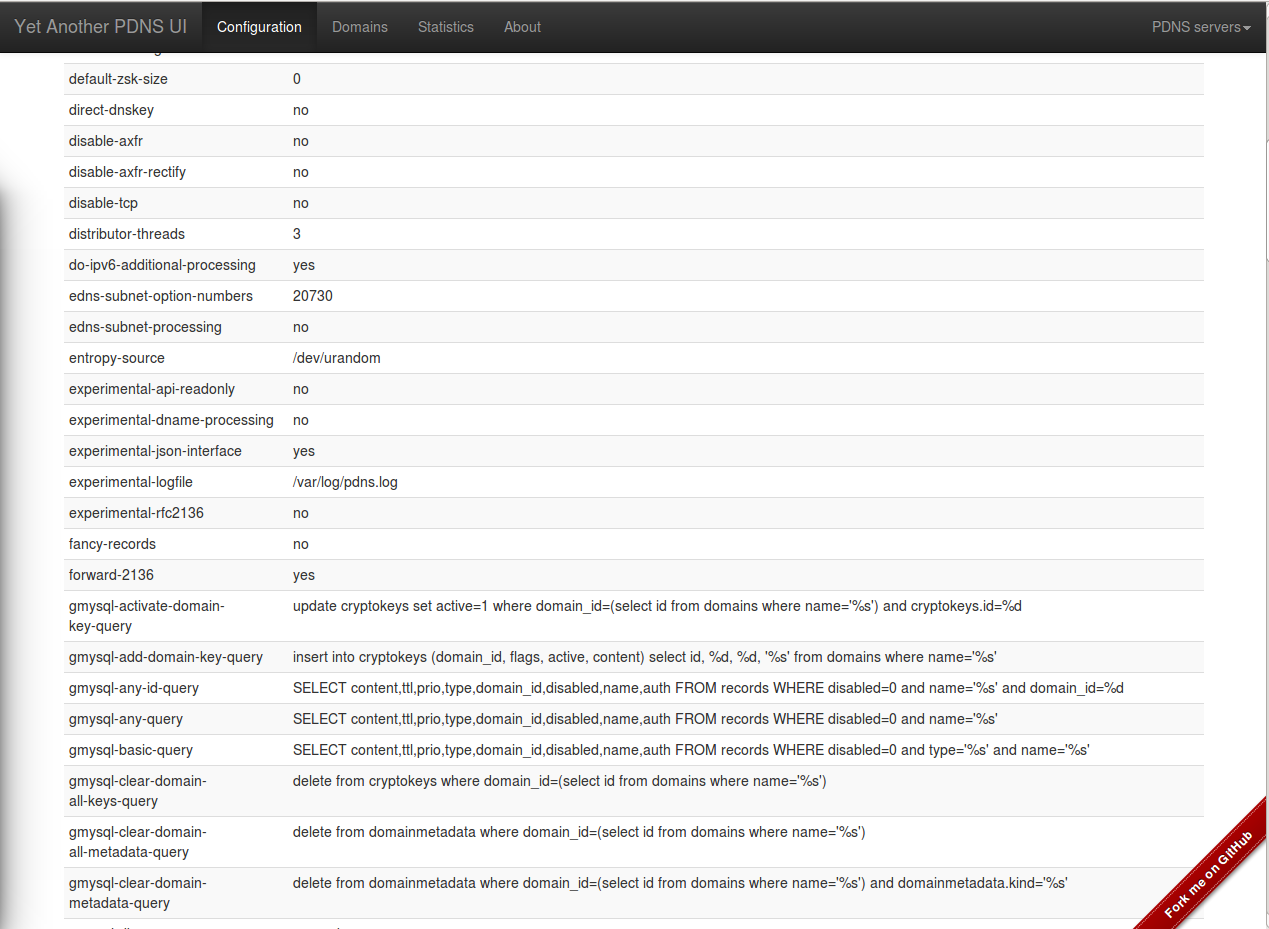 Yet Another PDNS UI Configuration Domains Statistics About PDNS servers
default-zsk-size 0
direct-dnskey no
disable-axfr no
disable-axfr-rectify no
disable-tcp no
distributor-threads 3
do-ipv6-additional-processing yes
edns-subnet-option-numbers 20730
edns-subnet-processing no
entropy-source /dev/urandom
experimental-api-readonly no
experimental-dname-processing no
experimental-json-interface yes
experimental-logfile /var/log/pdns.log
experimental-rfc2136 no
fancy-records no
forward-2136 yes
gmysql-activate-domain- update cryptokeys set active=1 where domain_id=(select id from domains where name='%s') and cryptokeys.id=%d
key-query
gmysql-add-domain-key-query insert into cryptokeys (domain_id, flags, active, content) select id, %d, %d, '%s' from domains where name='%s'
gmysql-any-id-query SELECT content,ttl,prio,type,domain_id,disabled,name,auth FROM records WHERE disabled=0 and name='%s' and domain_id=%d
gmysql-any-query SELECT content,ttl,prio,type,domain_id,disabled,name,auth FROM records WHERE disabled=0 and name='%s'
gmysql-basic-query SELECT content,ttl,prio,type,domain_id,disabled,name,auth FROM records WHERE disabled=0 and type='%s' and name='%s'
gmysql-clear-domain- delete from cryptokeys where domain_id=(select id from domains where name='%s')
all-keys-query
gmysql-clear-domain- delete from domainmetadata where domain_id=(select id from domains where name='%s')
all-metadata-query
gmysql-clear-domain- delete from domainmetadata where domain_id=(select id from domains where name='%s') and domainmetadata.kind='%s'
metadata-query
Fork me on GitHub